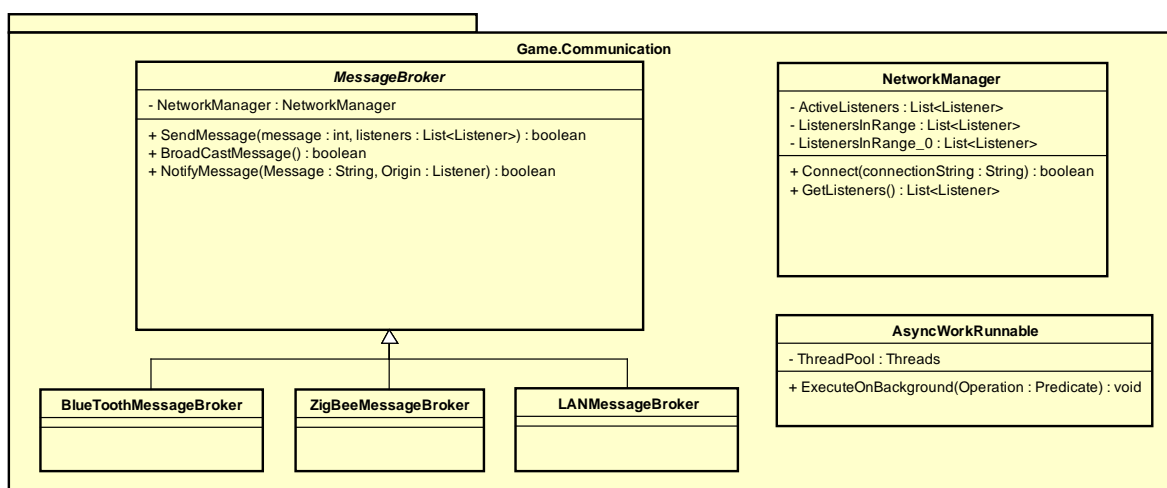 Game.Communication
MessageBroker
- NetworkManager : NetworkManager
+ SendMessage(message : int, listeners : List<Listener>) : boolean
+ BroadCastMessage() : boolean
+ NotifyMessage(Message : String, Origin : Listener) : boolean
NetworkManager
- ActiveListeners : List<Listener>
- ListenersInRange : List<Listener>
- ListenersInRange_0 : List<Listener>
+ Connect(connectionString : String) : boolean
+ GetListeners() : List<Listener>
AsyncWorkRunnable
- ThreadPool : Threads
+ ExecuteOnBackground(Operation : Predicate) : void
BlueToothMessageBroker
ZigBeeMessageBroker
LANMessageBroker